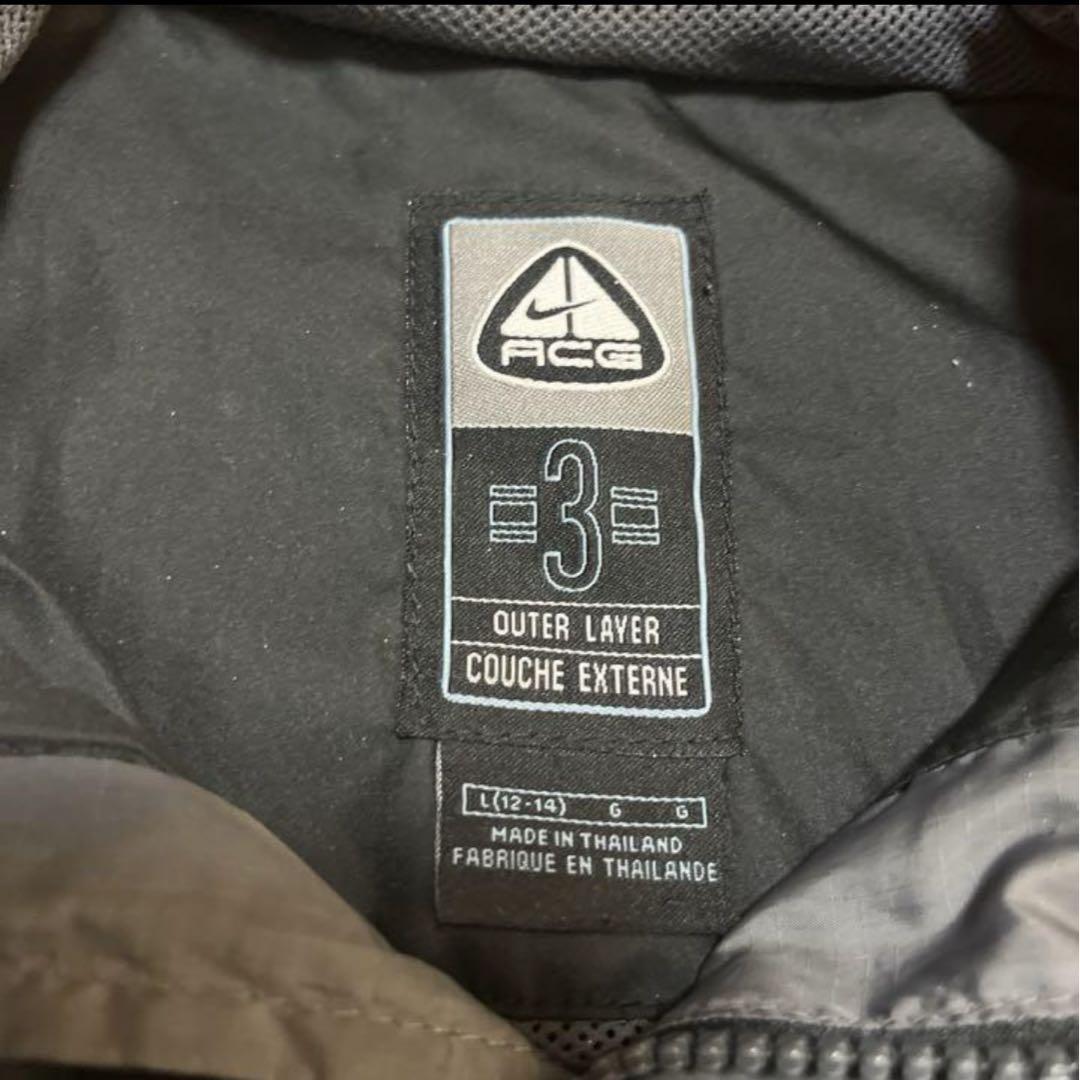 ACG
=3=
OUTER LAYER
COUCHE EXTERNE
L(12-14) G G
MADE IN THAILAND
FABRIQUE EN THAILANDE